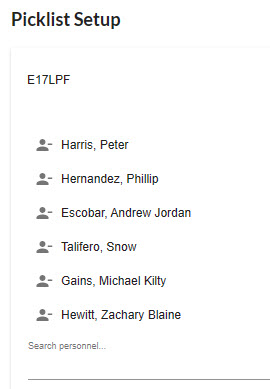 Picklist Setup
E17LPF
Harris, Peter
Hernandez, Phillip
Escobar, Andrew Jordan
Talifero, Snow
Gains, Michael Kilty
Hewitt, Zachary Blaine
Search personnel...